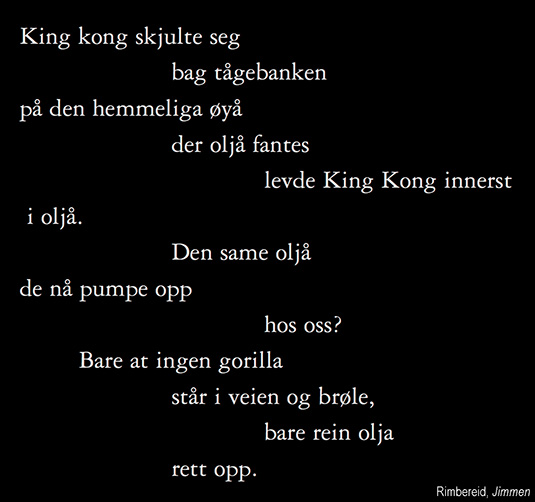 King kong skjulte seg
bag tågebanken
på den hemmeliga øyå
der oljå fantes
levde King Kong innerst
i oljå.
Den same oljå
de nå pumpe opp
hos oss?
Bare at ingen gorilla
står i veien og brøle,
bare rein olja
rett opp.
Rimbereid, Jimmen